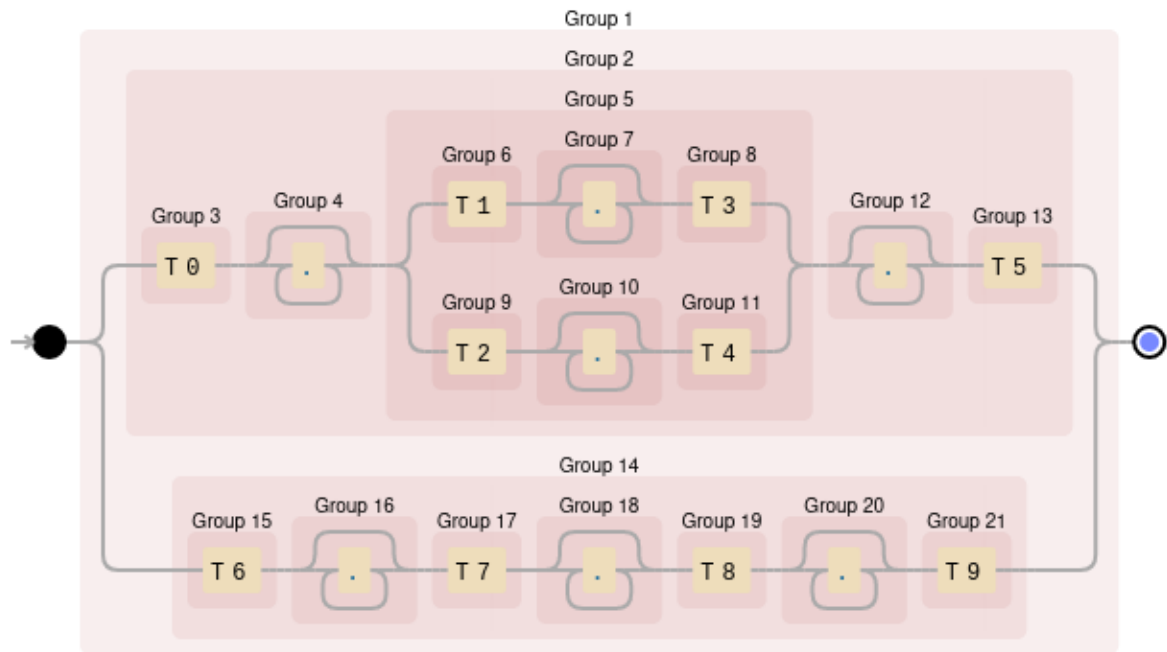 Group 1
Group 2
Group 5
Group 7
Group 6
Group 8
T 1
.
T 3
Group 3
Group 4
Group 12
Group 13
T 0
.
.
T 5
Group 10
Group 9
Group 11
T 2
.
T 4
Group 14
Group 16
Group 18
Group 20
Group 15
Group 17
Group 19
Group 21
T 6
.
T 7
.
T 8
.
T 9